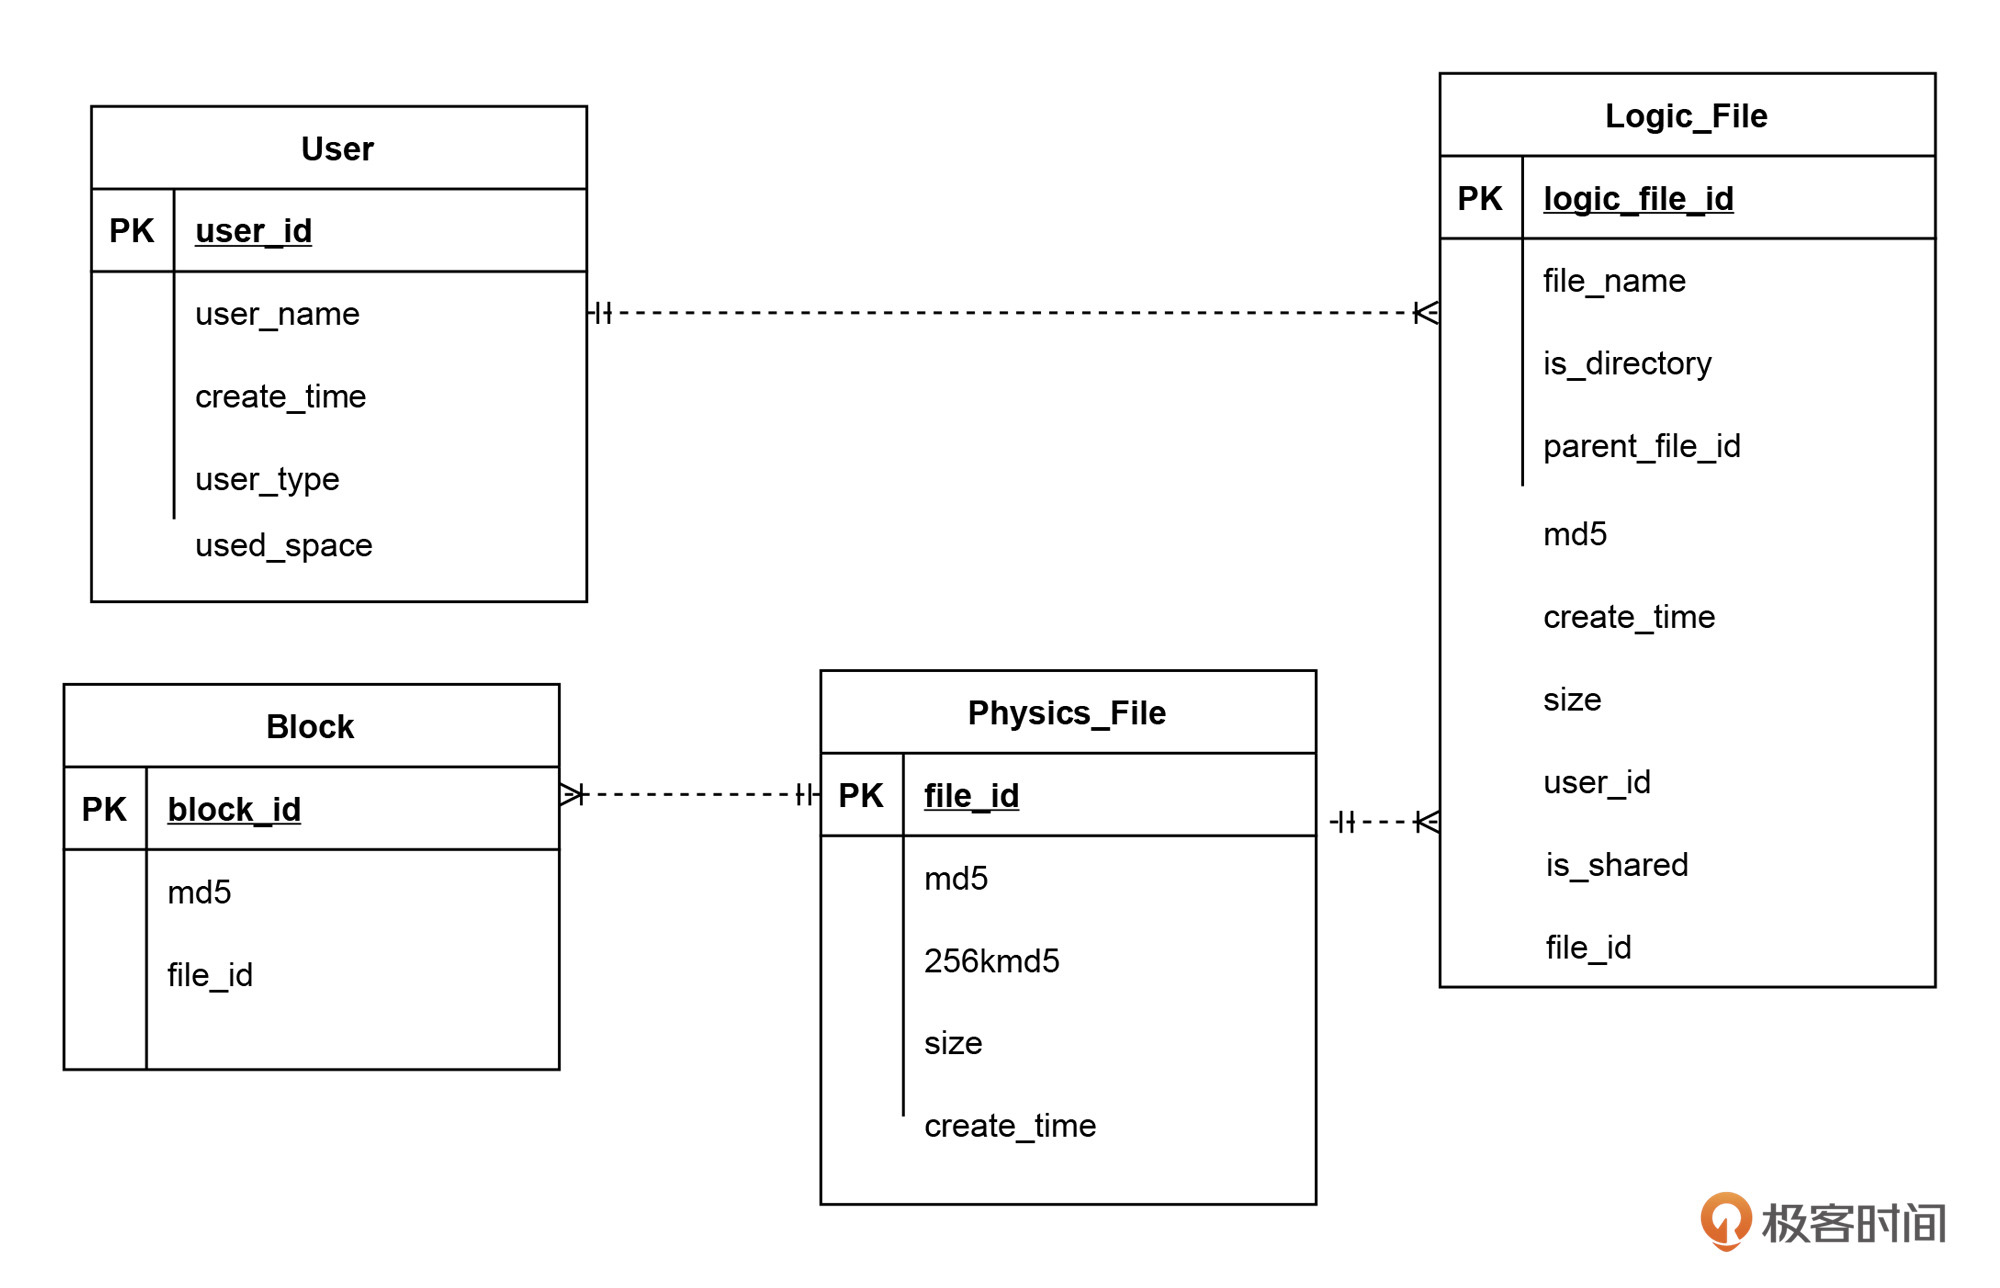 User
PK user_id
user_name
create_time
user_type
used_space
Logic_File
PK logic_file_id
file_name
is_directory
parent_file_id
md5
create_time
size
user_id
is_shared
file_id
Block
PK block_id
md5
file_id
Physics_File
PK file_id
md5
256kmd5
size
create_time
极客时间